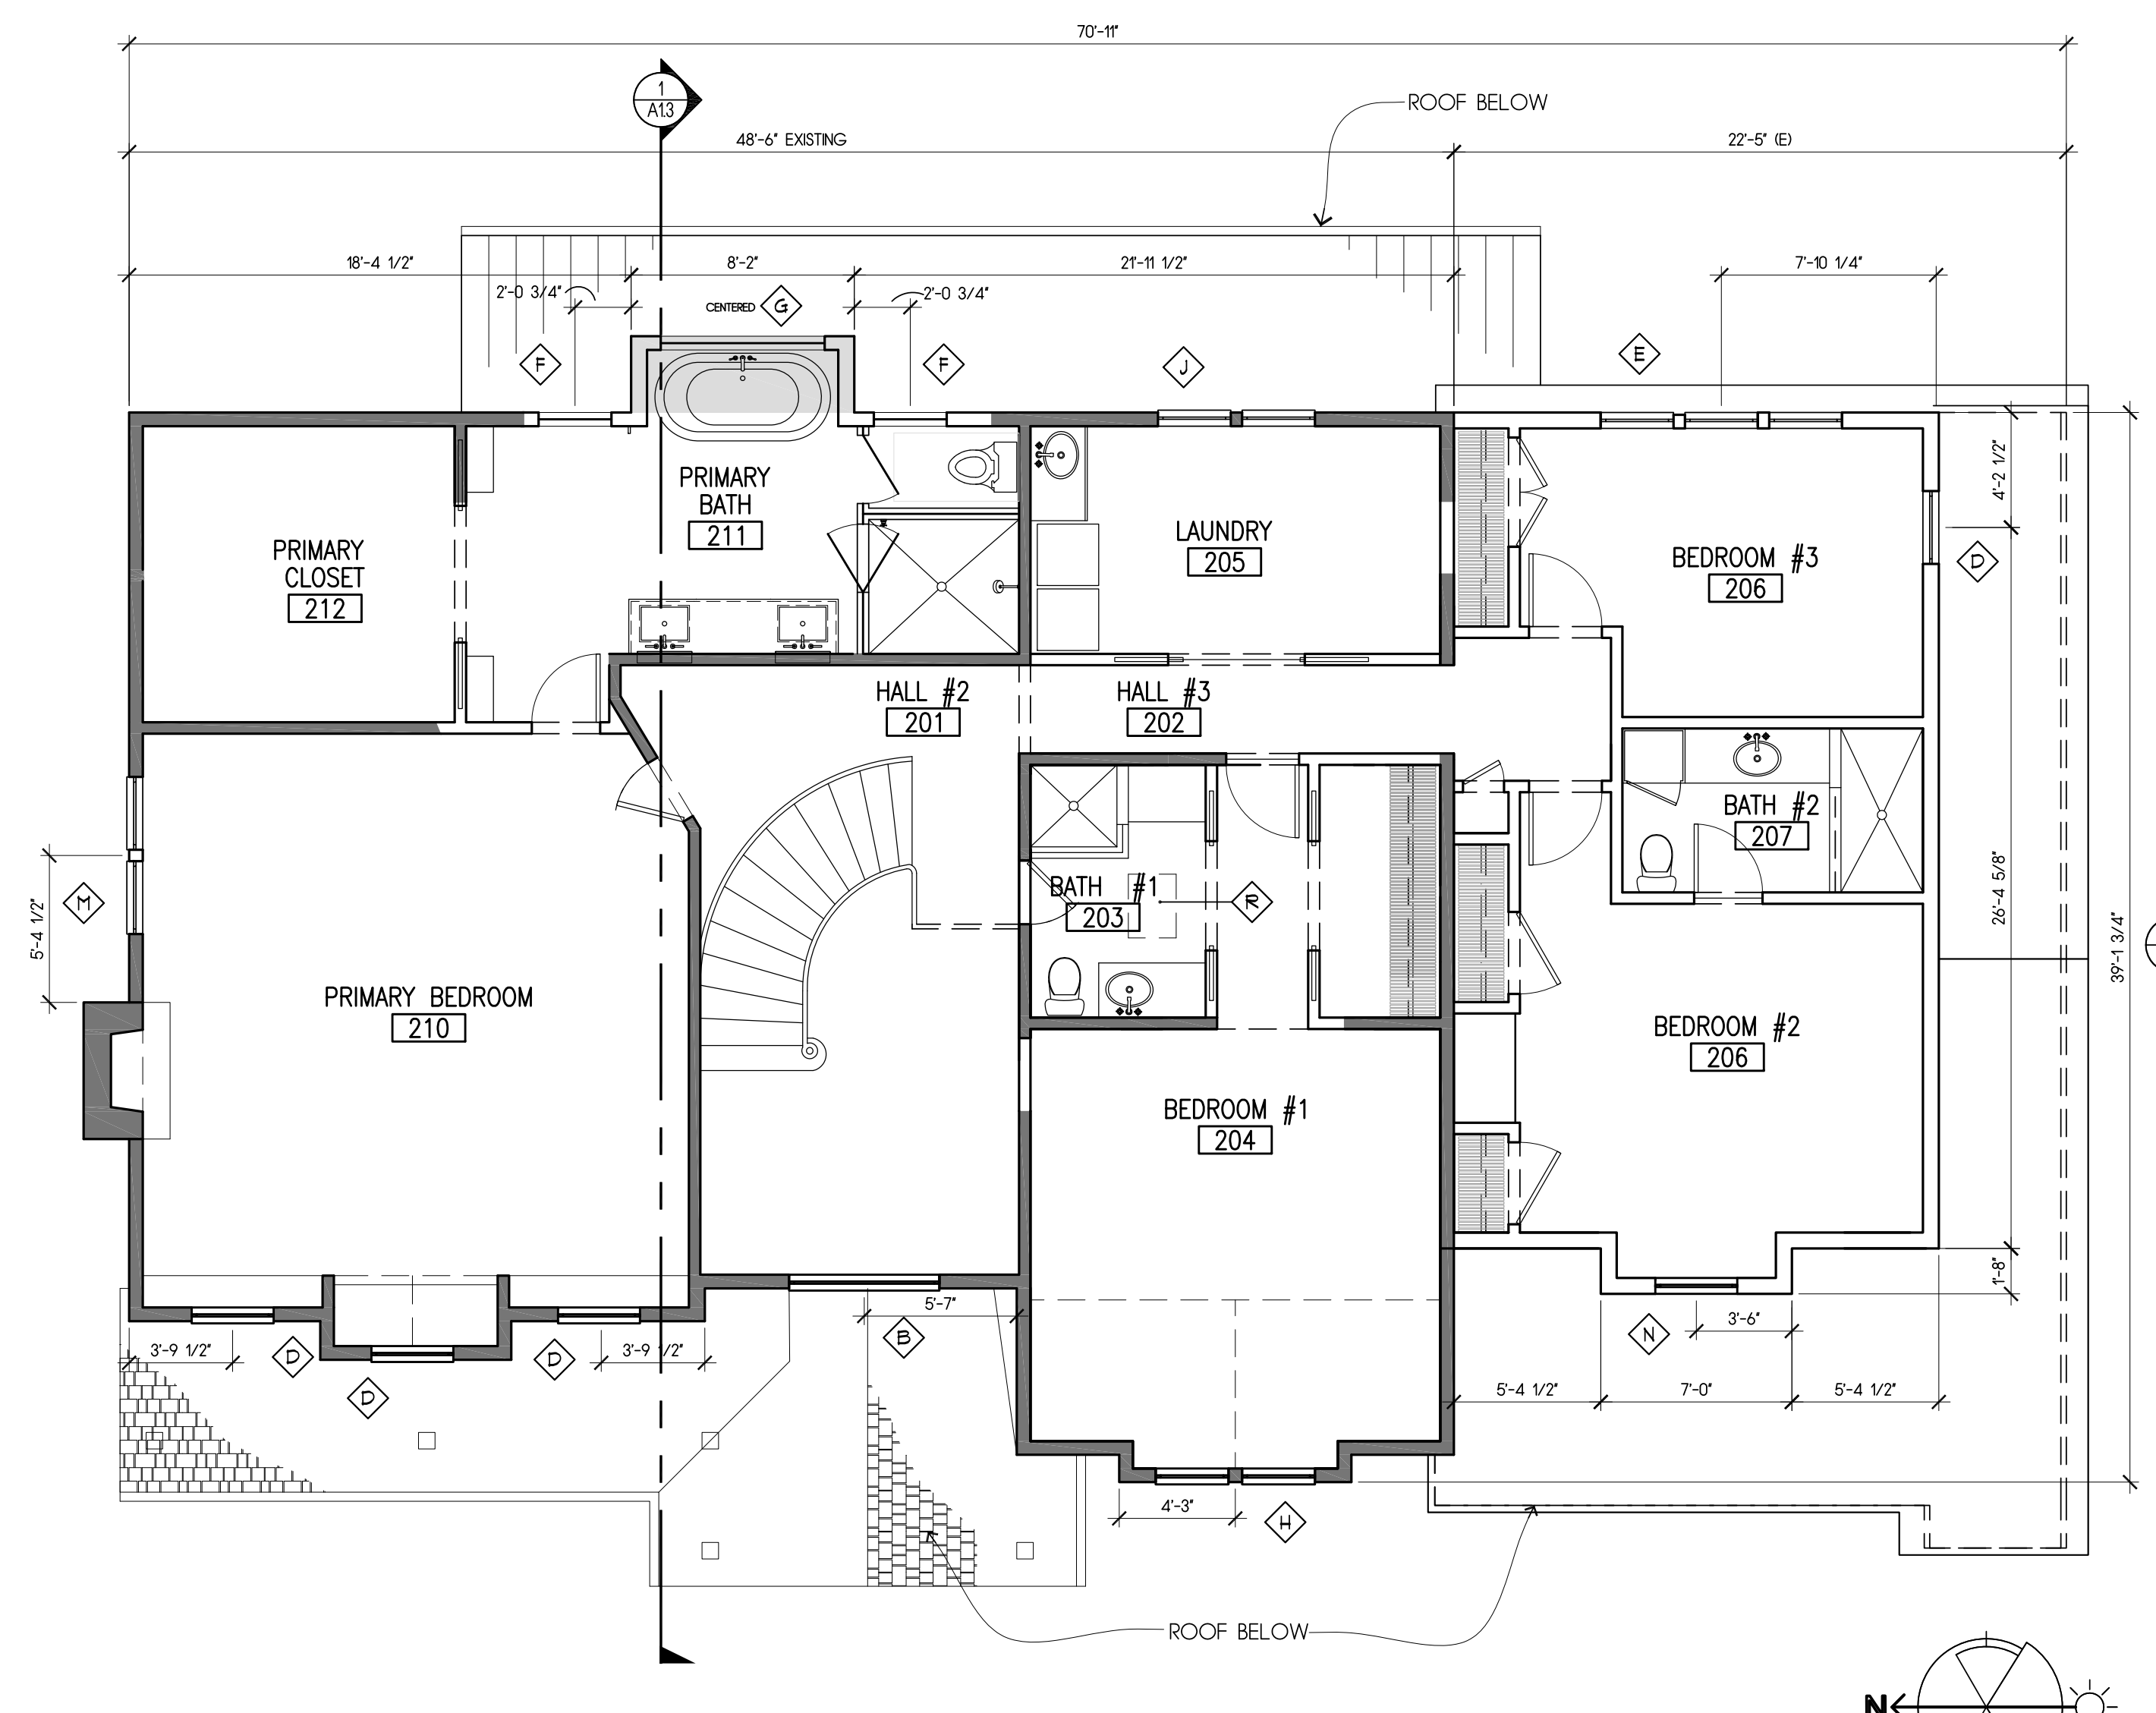 70'-11"
1
A1.3
ROOF BELOW
48'-6" EXISTING
22'-5" (E)
18'-4 1/2"
8'-2"
21'-11 1/2"
7'-10 1/4"
2'-0 3/4"
CENTERED
G
2'-0 3/4"
F
F
J
E
PRIMARY
BATH
211
LAUNDRY
205
PRIMARY
CLOSET
212
BEDROOM #3
206
D
4'-2 1/2"
HALL #2
201
HALL #3
202
BATH #2
207
BATH #1
203
R
M
5'-4 1/2"
26'-4 5/8"
39'-1 3/4"
PRIMARY BEDROOM
210
BEDROOM #2
206
BEDROOM #1
204
1'-8"
5'-7"
B
3'-6"
N
3'-9 1/2"
D
D
3'-9 1/2"
D
5'-4 1/2"
7'-0"
5'-4 1/2"
4'-3"
H
ROOF BELOW
N